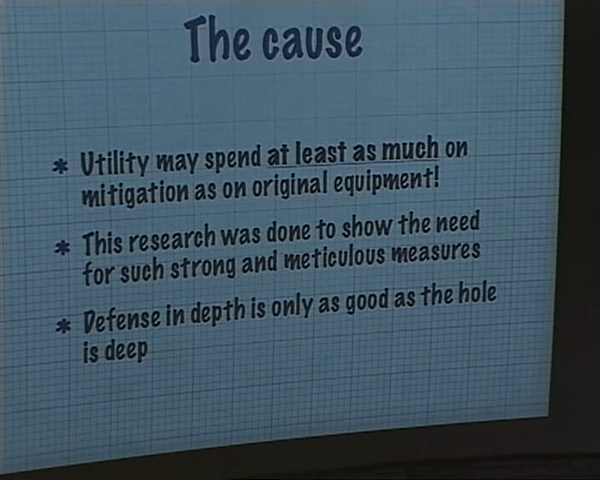 The cause
* Utility may spend at least as much on
mitigation as on original equipment!
* This research was done to show the need
for such strong and meticulous measures
* Defense in depth is only as good as the hole
is deep